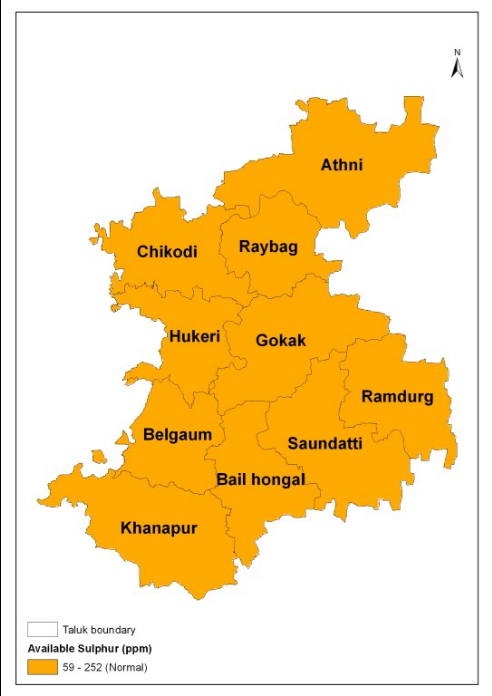 N
Athni
Chikodi
Raybag
Hukeri
Gokak
Ramdurg
Belgaum
Saundatti
Bail hongal
Khanapur
Taluk boundary
Available Sulphur (ppm)
59 - 252 (Normal)